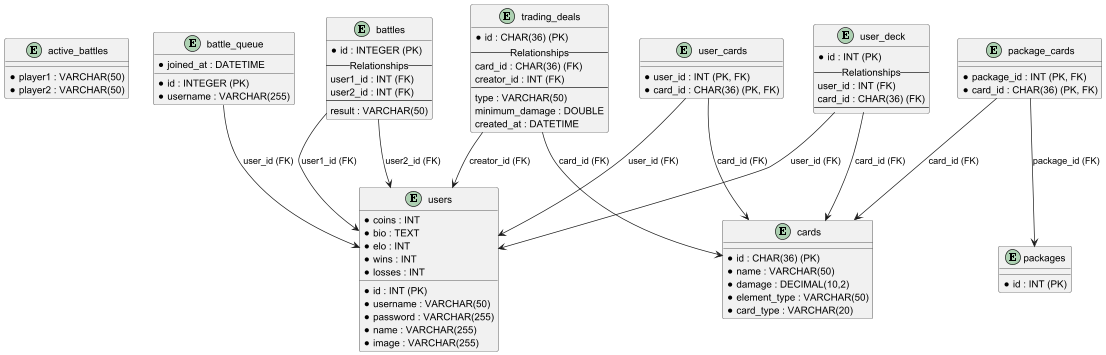 E active_battles
* player1 : VARCHAR(50)
* player2 : VARCHAR(50)
E battle_queue
* joined_at : DATETIME
* id : INTEGER (PK)
* username : VARCHAR(255)
E battles
* id : INTEGER (PK)
Relationships
user1_id : INT (FK)
user2_id : INT (FK)
result : VARCHAR(50)
E trading_deals
* id : CHAR(36) (PK)
Relationships
card_id : CHAR(36) (FK)
creator_id : INT (FK)
type : VARCHAR(50)
minimum_damage : DOUBLE
created_at : DATETIME
E user_cards
* user_id : INT (PK, FK)
* card_id : CHAR(36) (PK, FK)
E user_deck
* id : INT (PK)
Relationships
user_id : INT (FK)
card_id : CHAR(36) (FK)
E package_cards
* package_id : INT (PK, FK)
* card_id : CHAR(36) (PK, FK)
user_id (FK)
user1_id (FK)
user2_id (FK)
creator_id (FK)
card_id (FK)
user_id (FK)
card_id (FK)
user_id (FK)
card_id (FK)
card_id (FK)
package_id (FK)
E users
* coins : INT
* bio : TEXT
* elo : INT
* wins : INT
* losses : INT
* id : INT (PK)
* username : VARCHAR(50)
* password : VARCHAR(255)
* name : VARCHAR(255)
* image : VARCHAR(255)
E cards
* id : CHAR(36) (PK)
* name : VARCHAR(50)
* damage : DECIMAL(10,2)
* element_type : VARCHAR(50)
* card_type : VARCHAR(20)
E packages
* id : INT (PK)